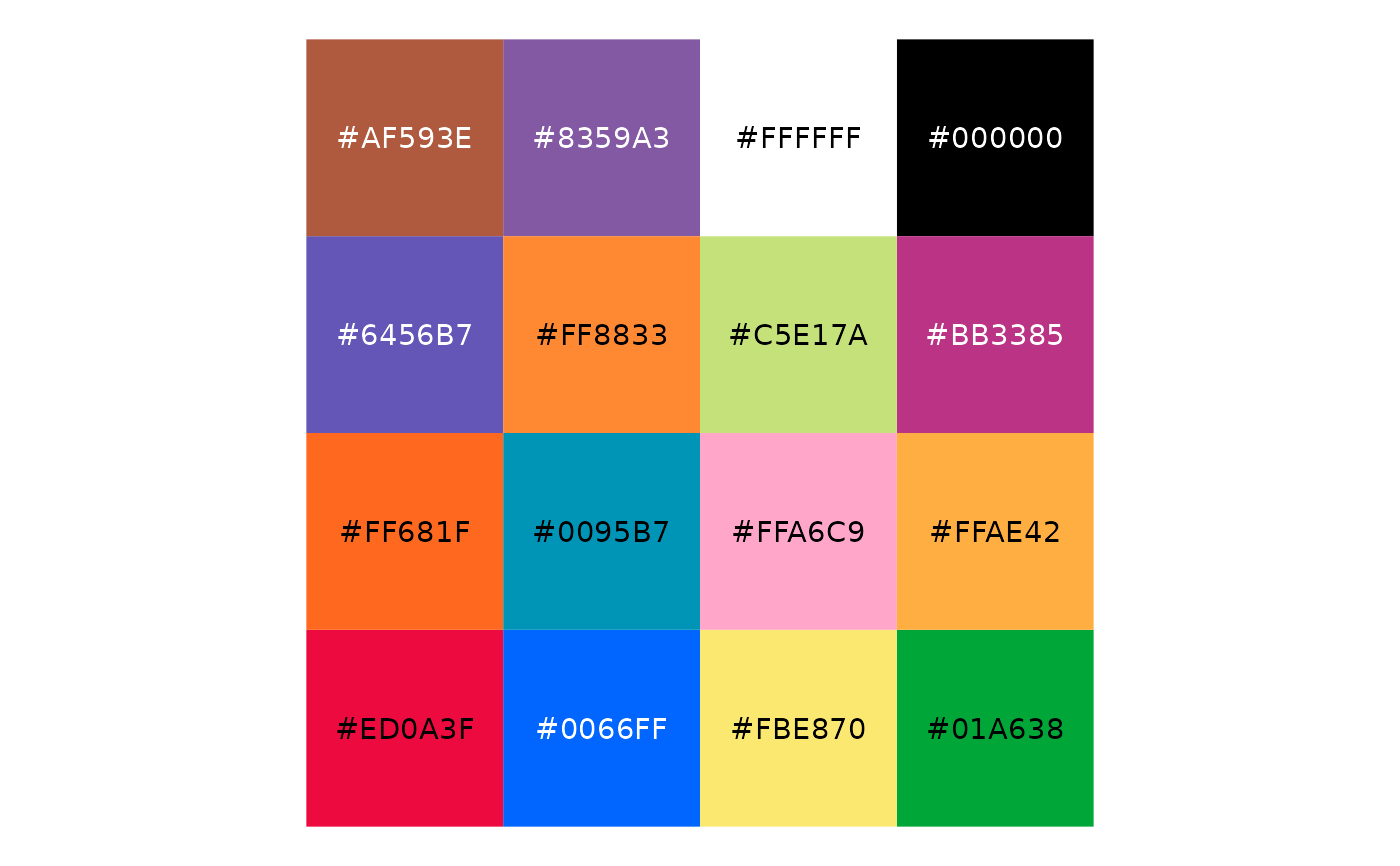 #AF593E #8359A3 #FFFFFF #000000
#6456B7 #FF8833 #C5E17A #BB3385
#FF681F #0095B7 #FFA6C9 #FFAE42
#ED0A3F #0066FF #FBE870 #01A638